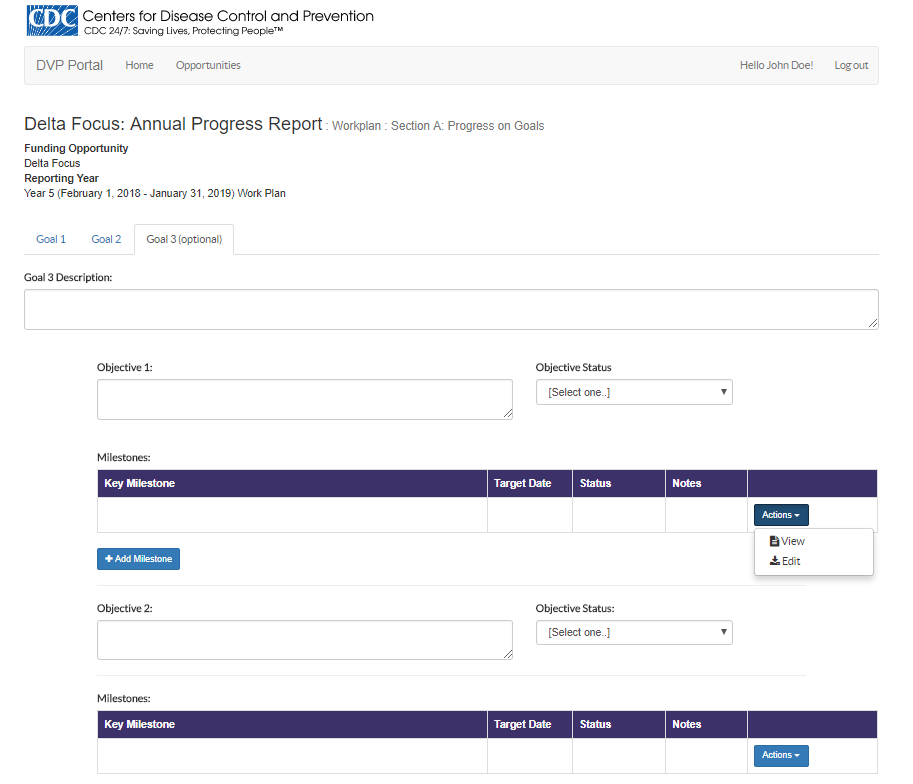 CDC Centers for Disease Control and Prevention
CDC 24/7: Saving Lives, Protecting People™
DVP Portal Home Opportunities Hello John Doe! Log out
Delta Focus: Annual Progress Report : Workplan : Section A: Progress on Goals
Funding Opportunity
Delta Focus
Reporting Year
Year 5 (February 1, 2018 - January 31, 2019) Work Plan
Goal 1 Goal 2 Goal 3 (optional)
Goal 3 Description:
Objective 1: Objective Status
[Select one..]
Milestones:
Key Milestone Target Date Status Notes
Actions
View
Edit
+ Add Milestone
Objective 2: Objective Status:
[Select one..]
Milestones:
Key Milestone Target Date Status Notes
Actions